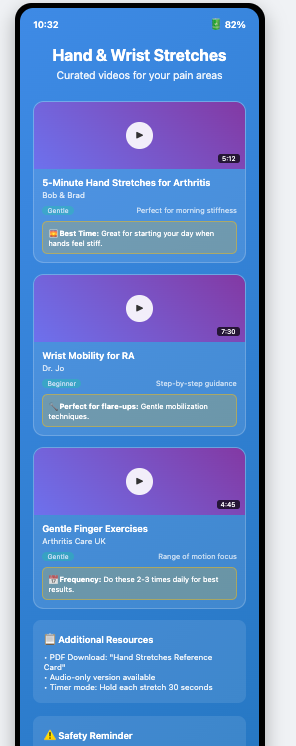 10:32
82%
Hand & Wrist Stretches
Curated videos for your pain areas
5:12
5-Minute Hand Stretches for Arthritis
Bob & Brad
Gentle
Perfect for morning stiffness
Best Time: Great for starting your day when
hands feel stiff.
7:30
Wrist Mobility for RA
Dr. Jo
Beginner
Step-by-step guidance
Perfect for flare-ups: Gentle mobilization
techniques.
4:45
Gentle Finger Exercises
Arthritis Care UK
Gentle
Range of motion focus
Frequency: Do these 2-3 times daily for best
results.
Additional Resources
• PDF Download: "Hand Stretches Reference
Card"
• Audio-only version available
• Timer mode: Hold each stretch 30 seconds
Safety Reminder